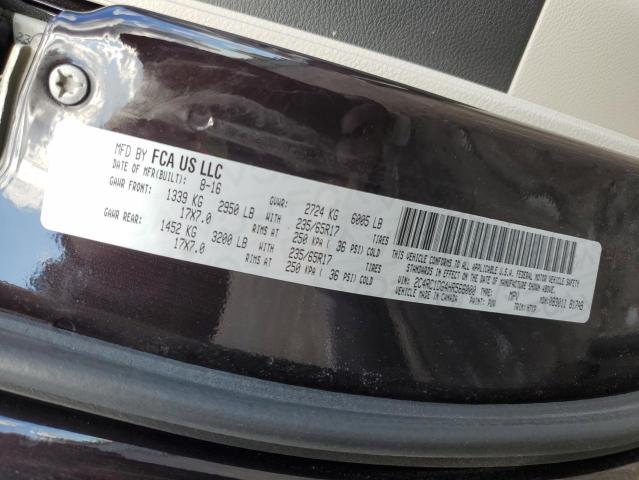 MFD BY FCA US LLC
DATE OF MFR(BUILT): 8-16 GVWR: 2724 KG 6005 LB
GAWR FRONT: 1339 KG 2950 LB WITH 235/65R17 TIRES
17X7.0 RIMS AT 250 KPA ( 36 PSI) COLD
GAWR REAR: 1452 KG 3200 LB WITH 235/65R17 TIRES
17X7.0 RIMS AT 250 KPA ( 36 PSI) COLD
THIS VEHICLE CONFORMS TO ALL APPLICABLE U.S.A. FEDERAL MOTOR VEHICLE SAFETY
STANDARDS IN EFFECT ON THE DATE OF MANUFACTURE SHOWN ABOVE.
TYPE: MPV
MADE IN CANADA PAINT: